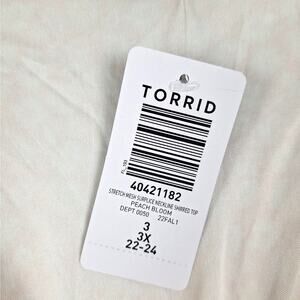 TORRID
40421182
STRETCH MESH SURPLICE NECKLINE SHIRRED TOP
PEACH BLOOM
DEPT 0050 22FAL1
3
3X
22-24